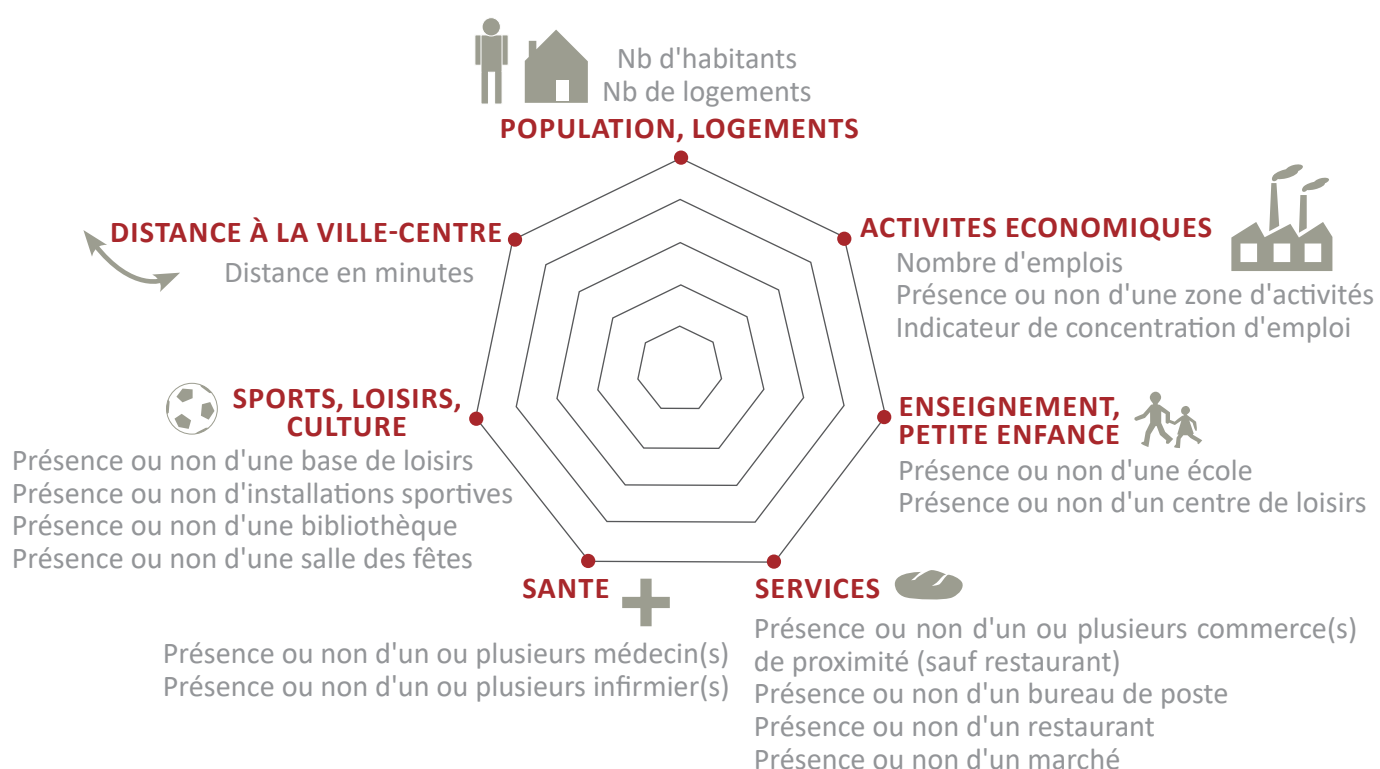 Nb d'habitants
Nb de logements
POPULATION, LOGEMENTS
DISTANCE À LA VILLE-CENTRE
Distance en minutes
ACTIVITES ECONOMIQUES
Nombre d'emplois
Présence ou non d'une zone d'activités
Indicateur de concentration d'emploi
SPORTS, LOISIRS,
CULTURE
Présence ou non d'une base de loisirs
Présence ou non d'installations sportives
Présence ou non d'une bibliothèque
Présence ou non d'une salle des fêtes
ENSEIGNEMENT,
PETITE ENFANCE
Présence ou non d'une école
Présence ou non d'un centre de loisirs
SANTE
Présence ou non d'un ou plusieurs médecin(s)
Présence ou non d'un ou plusieurs infirmier(s)
SERVICES
Présence ou non d'un ou plusieurs commerce(s)
de proximité (sauf restaurant)
Présence ou non d'un bureau de poste
Présence ou non d'un restaurant
Présence ou non d'un marché